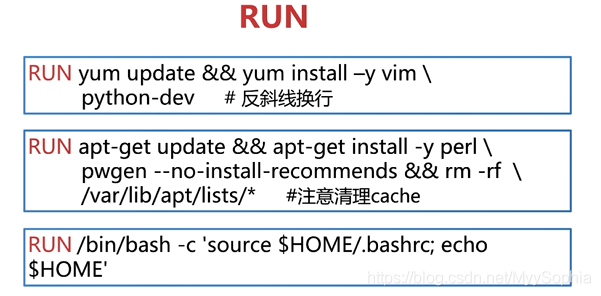 RUN
RUN yum update && yum install –y vim \
python-dev # 反斜线换行
RUN apt-get update && apt-get install -y perl \
pwgen --no-install-recommends && rm -rf \
/var/lib/apt/lists/* #注意清理cache
RUN /bin/bash -c 'source $HOME/.bashrc; echo
$HOME'
https://blog.csdn.net/MyySophia